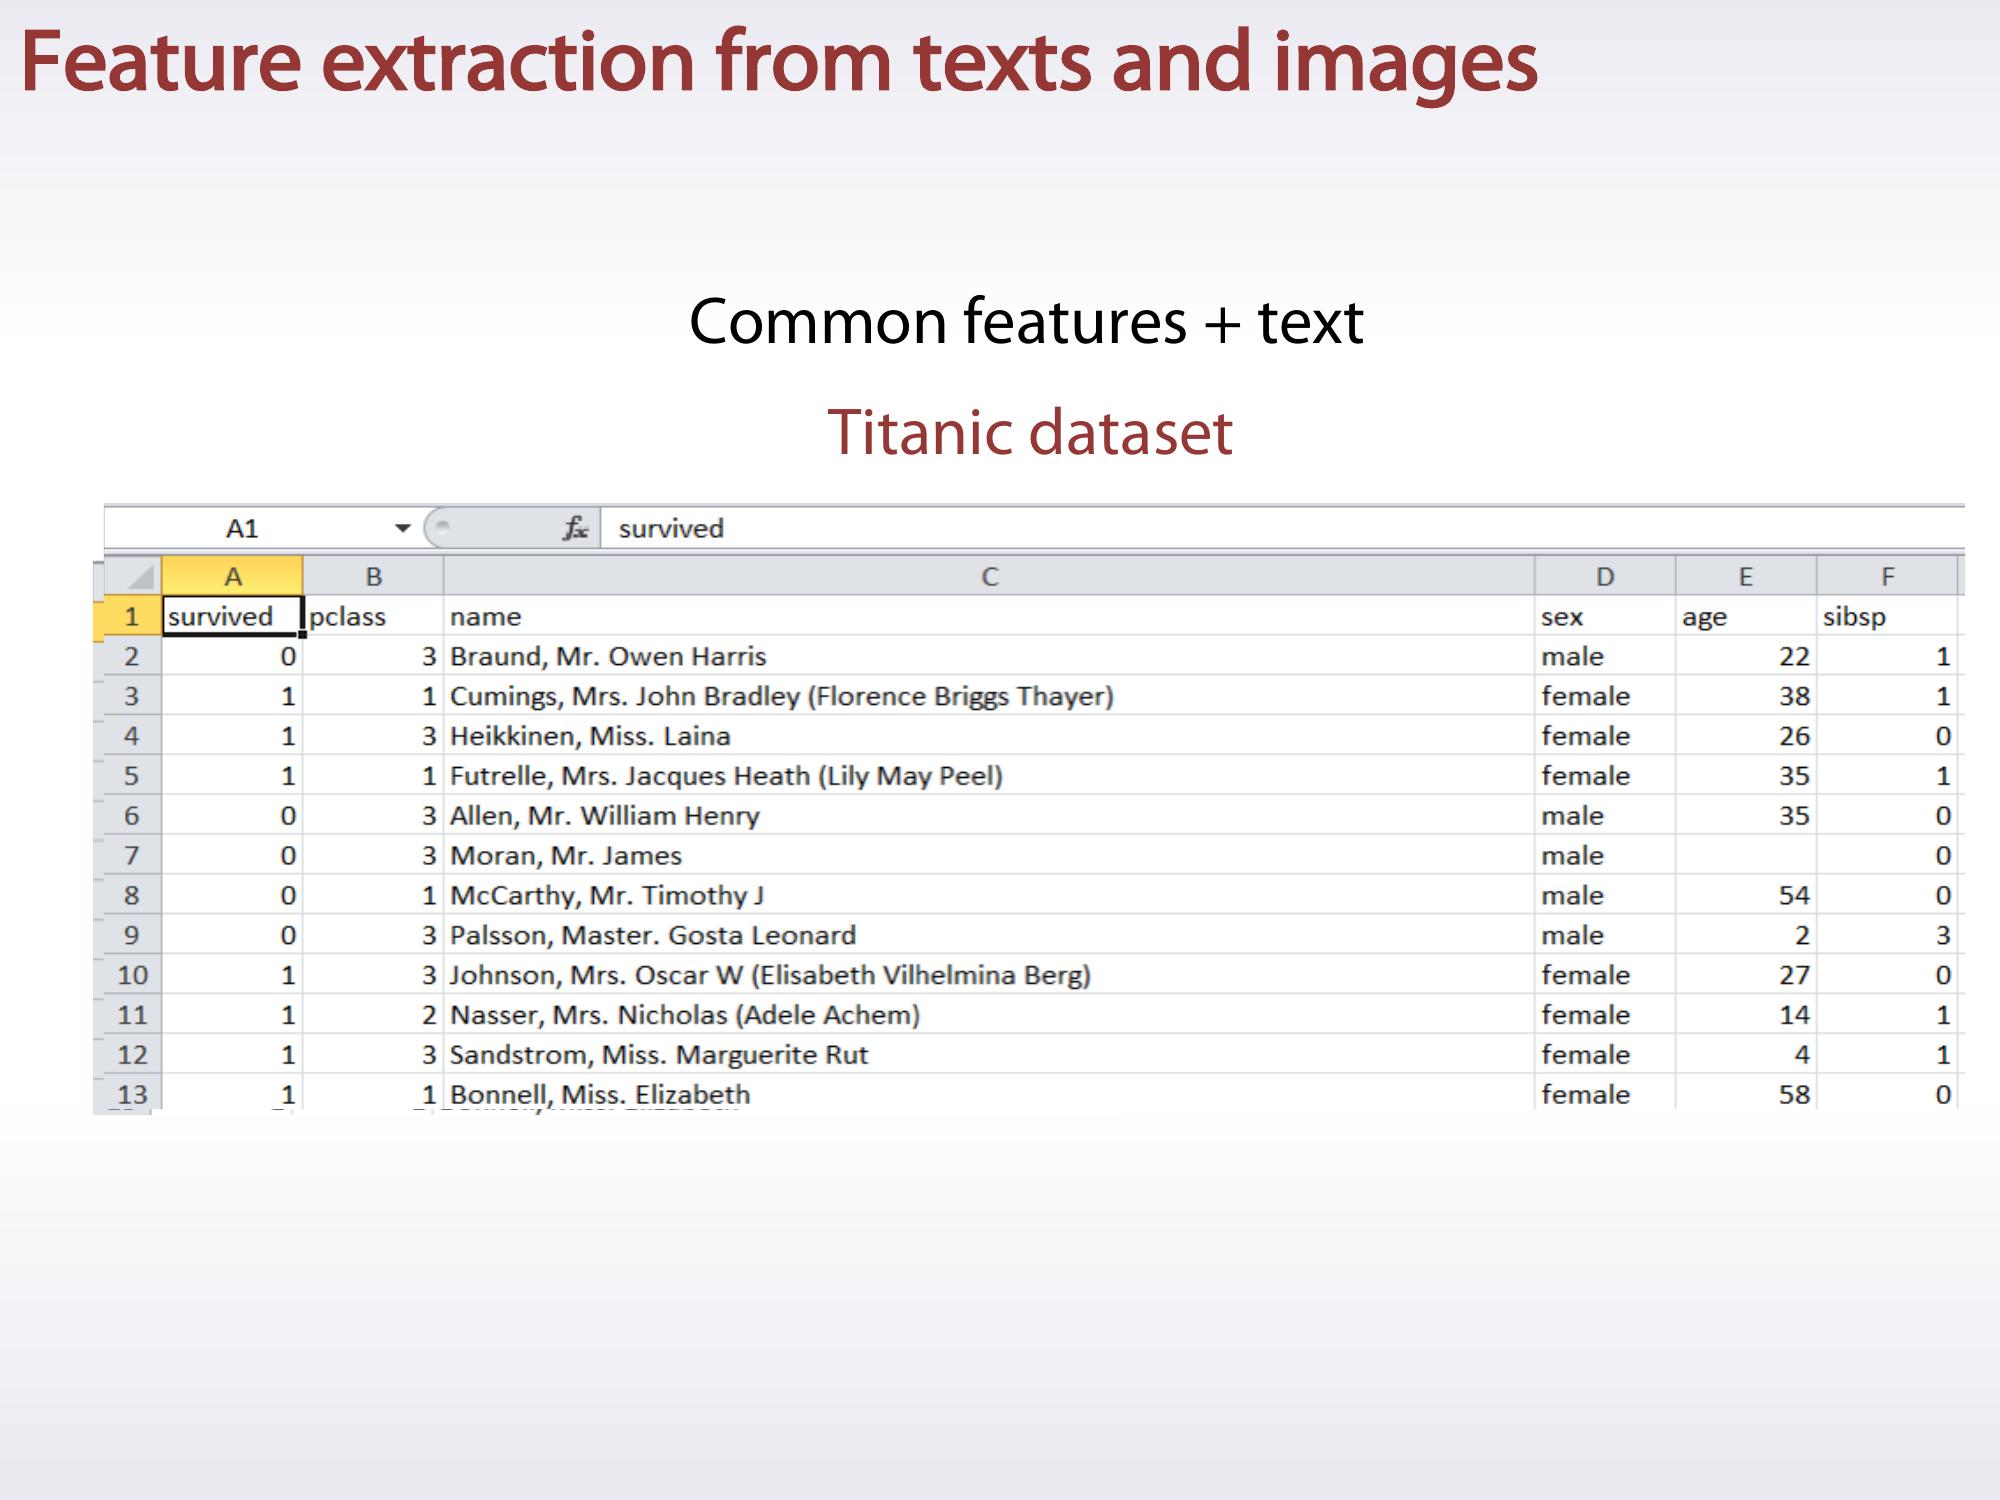 Feature extraction from texts and images
Common features + text
Titanic dataset
A1 fx survived
A B C D E F
1 survived pclass name sex age sibsp
2 0 3 Braund, Mr. Owen Harris male 22 1
3 1 1 Cumings, Mrs. John Bradley (Florence Briggs Thayer) female 38 1
4 1 3 Heikkinen, Miss. Laina female 26 0
5 1 1 Futrelle, Mrs. Jacques Heath (Lily May Peel) female 35 1
6 0 3 Allen, Mr. William Henry male 35 0
7 0 3 Moran, Mr. James male 0
8 0 1 McCarthy, Mr. Timothy J male 54 0
9 0 3 Palsson, Master. Gosta Leonard male 2 3
10 1 3 Johnson, Mrs. Oscar W (Elisabeth Vilhelmina Berg) female 27 0
11 1 2 Nasser, Mrs. Nicholas (Adele Achem) female 14 1
12 1 3 Sandstrom, Miss. Marguerite Rut female 4 1
13 1 1 Bonnell, Miss. Elizabeth female 58 0